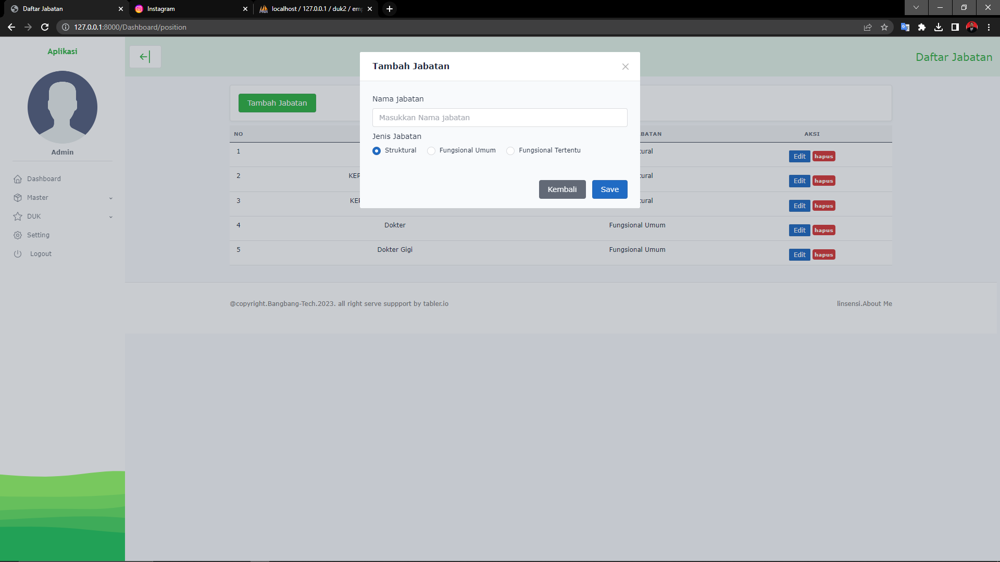 Daftar Jabatan
Instagram
localhost / 127.0.0.1 / duk2 / em
127.0.0.1:8000/Dashboard/position
Aplikasi
Daftar Jabatan
Tambah Jabatan
Nama jabatan
Masukkan Nama jabatan
Jenis Jabatan
Struktural Fungsional Umum Fungsional Tertentu
Kembali Save
Tambah Jabatan
Admin
Dashboard
Master
DUK
Setting
Logout
NO BATAN AKSI
1 tural Edit hapus
2 KEP tural Edit hapus
3 KEP tural Edit hapus
4 Dokter Fungsional Umum Edit hapus
5 Dokter Gigi Fungsional Umum Edit hapus
@copyright.Bangbang-Tech.2023. all right serve suppport by tabler.io
linsensi.About Me